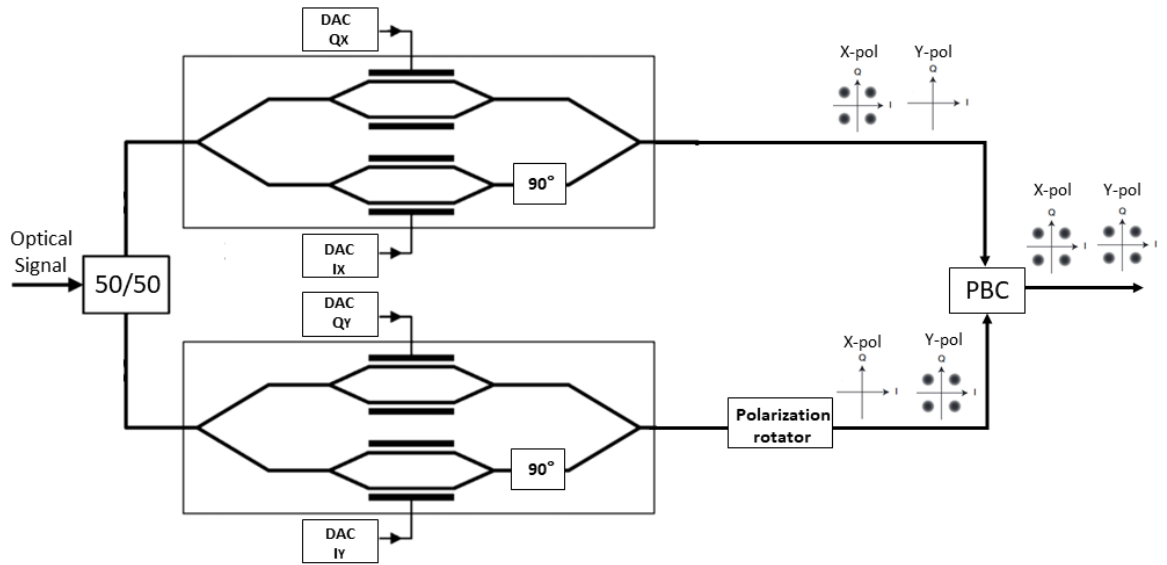 DAC
QX
90°
DAC
IX
Optical
Signal
50/50
DAC
QY
90°
DAC
IY
Polarization
rotator
X-pol
Y-pol
Q
I
Q
I
X-pol
Y-pol
Q
I
Q
I
PBC
X-pol
Y-pol
Q
I
Q
I